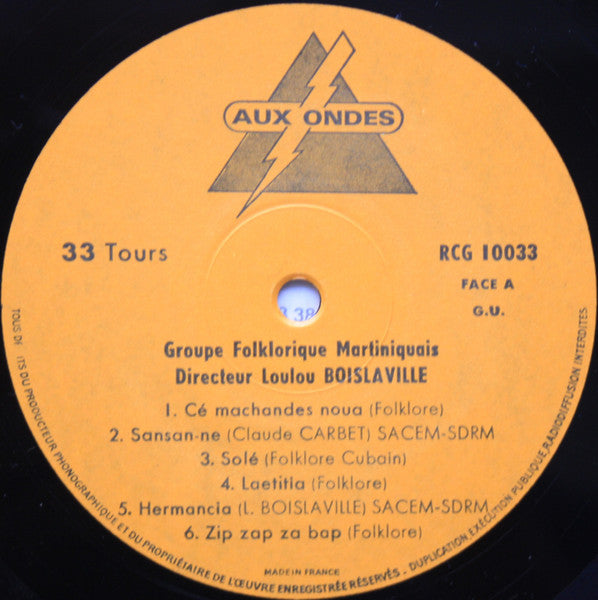 AUX ONDES
33 Tours
RCG 10033
FACE A
G.U.
38
Groupe Folklorique Martiniquais
Directeur Loulou BOISLAVILLE
1. Cé machandes noua (Folklore)
2. Sansan-ne (Claude CARBET) SACEM-SDRM
3. Solé (Folklore Cubain)
4. Laetitia (Folklore)
5. Hermancia (L. BOISLAVILLE) SACEM-SDRM
6. Zip zap za bap (Folklore)
MADE IN FRANCE
TOUS DE ITS DU PRODUCTEUR PHONOGRAPHIQUE ET DU PROPRIÉTAIRE DE L'ŒUVRE ENREGISTRÉE RÉSERVÉS - DUPLICATION, EXÉCUTION PUBLIQUE, RADIODIFFUSION INTERDITES